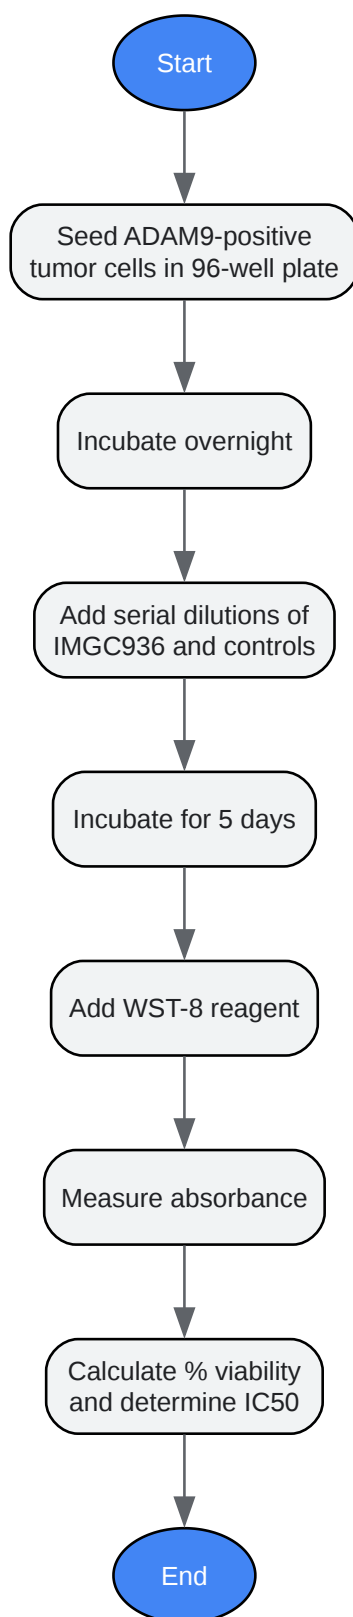 Start
Seed ADAM9-positive
tumor cells in 96-well plate
Incubate overnight
Add serial dilutions of
IMGC936 and controls
Incubate for 5 days
Add WST-8 reagent
Measure absorbance
Calculate % viability
and determine IC50
End